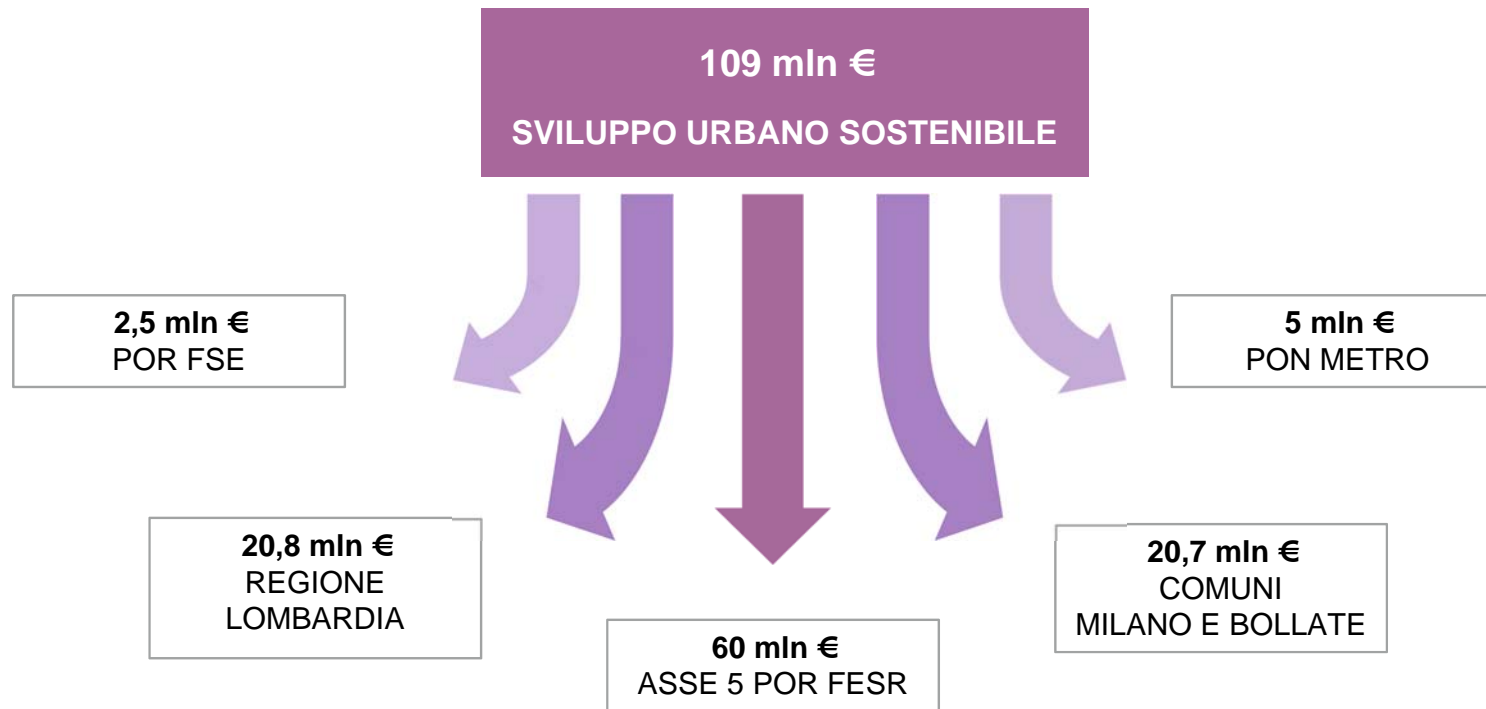 109 mln €
SVILUPPO URBANO SOSTENIBILE
2,5 mln €
POR FSE
5 mln €
PON METRO
20,8 mln €
REGIONE
LOMBARDIA
20,7 mln €
COMUNI
MILANO E BOLLATE
60 mln €
ASSE 5 POR FESR